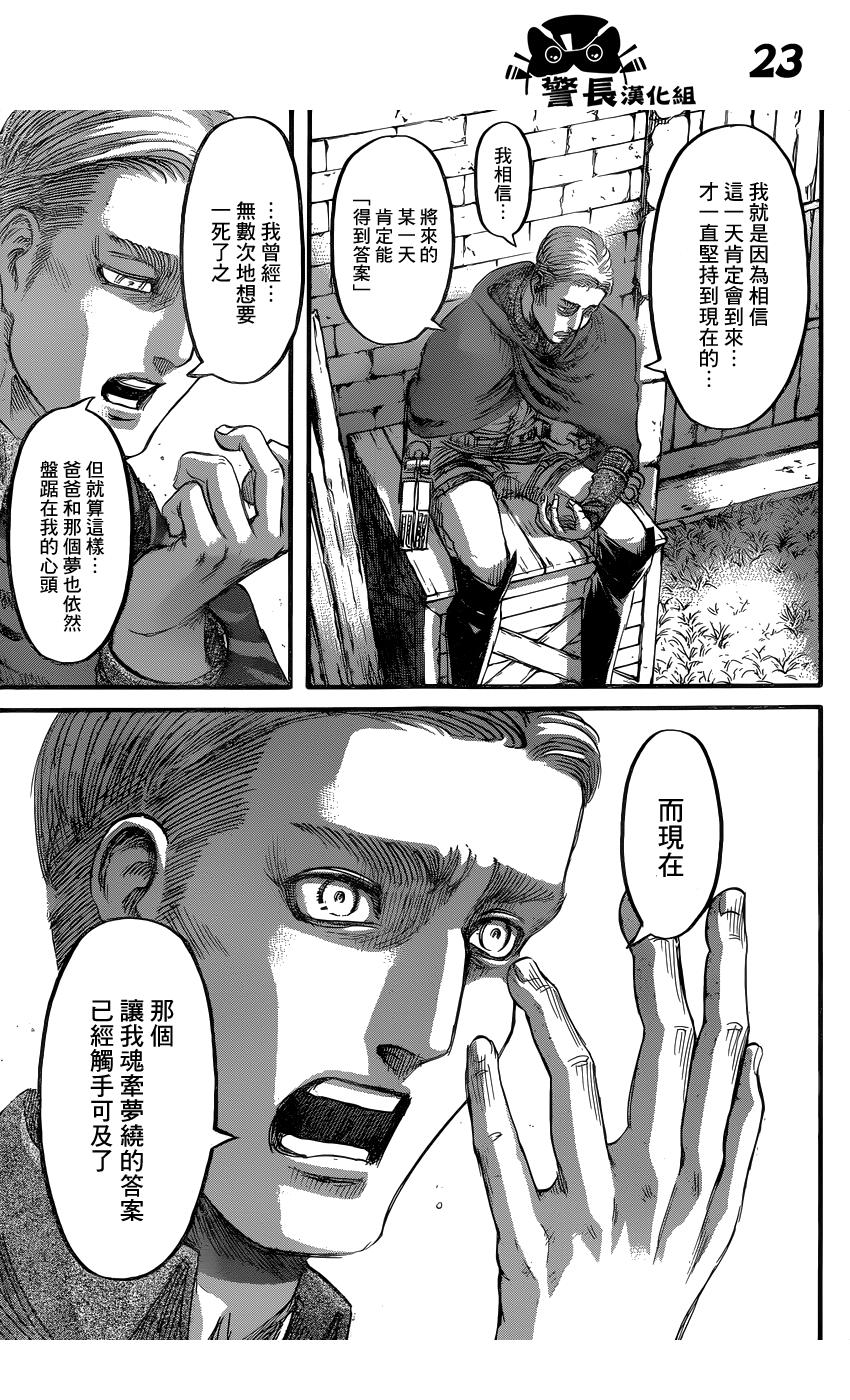 警長漢化組
23
我就是因為相信
這一天肯定會到來…
才一直堅持到現在的…
我相信…
將來的
某一天
肯定能
「得到答案」
…我曾經…
無數次地想要
一死了之
但就算這樣…
爸爸和那個夢也依然
盤踞在我的心頭
而現在
那個
讓我魂牽夢繞的答案
已經觸手可及了